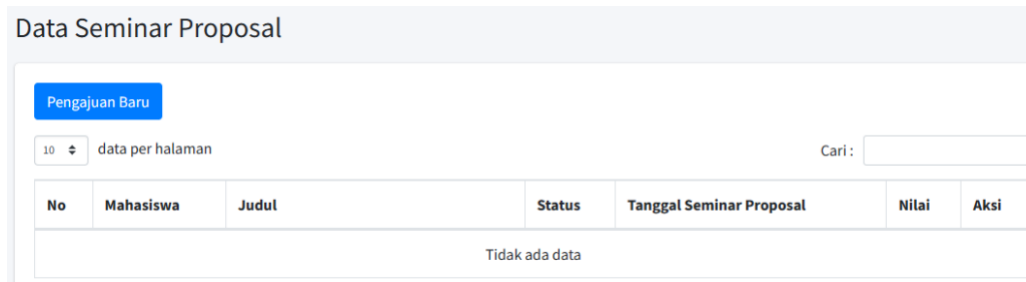 Data Seminar Proposal
Pengajuan Baru
10 data per halaman Cari :
No Mahasiswa Judul Status Tanggal Seminar Proposal Nilai Aksi
Tidak ada data